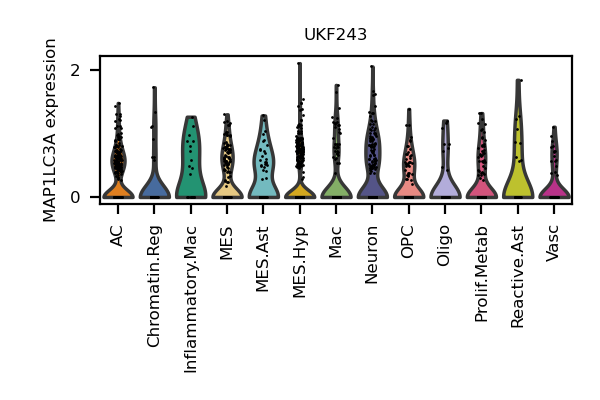 UKF243
MAP1LC3A expression
2
0
AC
Chromatin.Reg
Inflammatory.Mac
MES
MES.Ast
MES.Hyp
Mac
Neuron
OPC
Oligo
Prolif.Metab
Reactive.Ast
Vasc